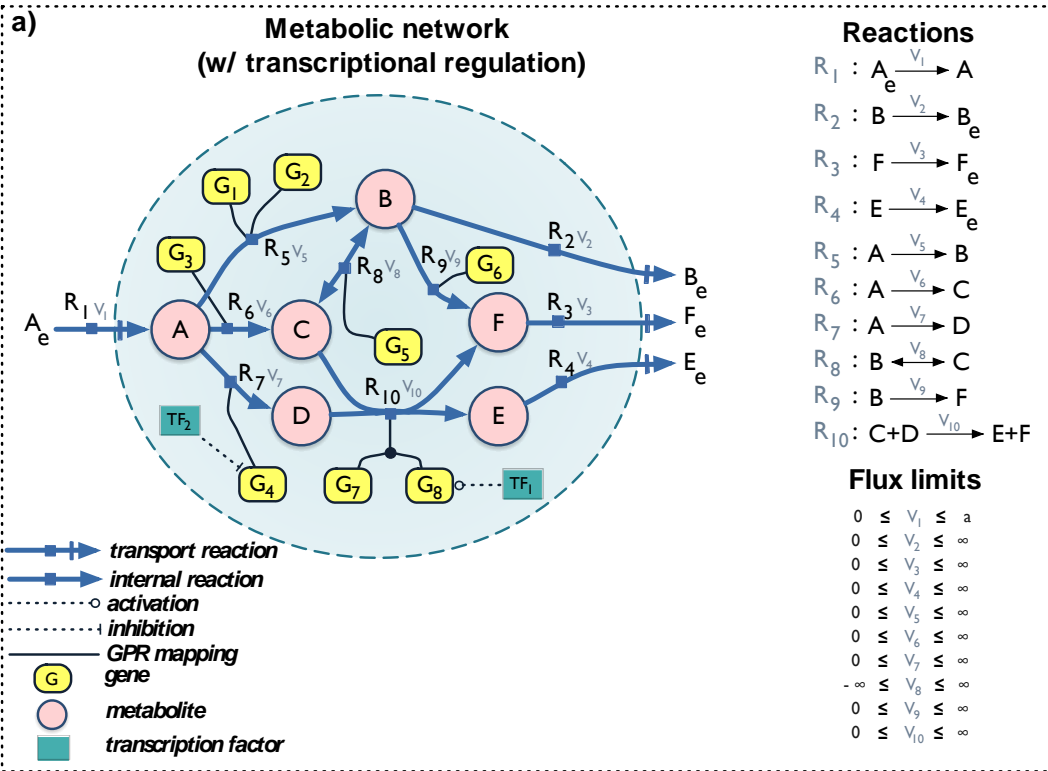 a)
Metabolic network
(w/ transcriptional regulation)
G1
G2
G3
B
R5 V5
R8 V8
R9 V9
G6
R2 V2
Be
R1 V1
Ae
A
R6 V6
C
G5
F
R3 V3
Fe
R7 V7
D
R10 V10
E
R4 V4
Ee
TF2
G4
G7
G8
TF1
transport reaction
internal reaction
activation
inhibition
GPR mapping
G
gene
metabolite
transcription factor
Reactions
R1 : Ae V1 → A
R2 : B V2 → Be
R3 : F V3 → Fe
R4 : E V4 → Ee
R5 : A V5 → B
R6 : A V6 → C
R7 : A V7 → D
R8 : B V8 ↔ C
R9 : B V9 → F
R10 : C+D V10 → E+F
Flux limits
0 ≤ V1 ≤ a
0 ≤ V2 ≤ ∞
0 ≤ V3 ≤ ∞
0 ≤ V4 ≤ ∞
0 ≤ V5 ≤ ∞
0 ≤ V6 ≤ ∞
0 ≤ V7 ≤ ∞
- ∞ ≤ V8 ≤ ∞
0 ≤ V9 ≤ ∞
0 ≤ V10 ≤ ∞